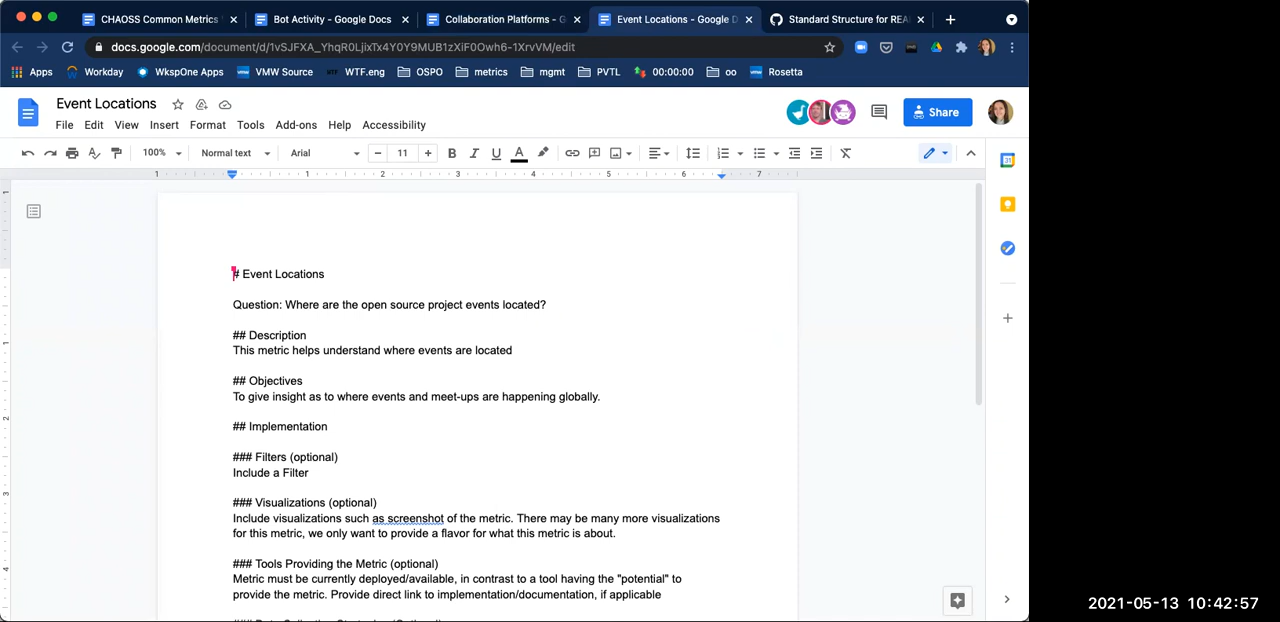 CHAOSS Common Metrics
Bot Activity - Google Docs
Collaboration Platforms - G
Event Locations - Google D
Standard Structure for REA
docs.google.com/document/d/1vSJFXA_YhqR0LjixTx4Y0Y9MUB1zXiF0Owh6-1XrvVM/edit
Apps
Workday
WkspOne Apps
VMW Source
WTF.eng
OSPO
metrics
mgmt
PVTL
00:00:00
oo
Rosetta
Event Locations
File Edit View Insert Format Tools Add-ons Help Accessibility
Share
100% Normal text Arial 11
1 1 2 3 4 5 6 7
# Event Locations
Question: Where are the open source project events located?
## Description
This metric helps understand where events are located
## Objectives
To give insight as to where events and meet-ups are happening globally.
## Implementation
### Filters (optional)
Include a Filter
### Visualizations (optional)
Include visualizations such as screenshot of the metric. There may be many more visualizations
for this metric, we only want to provide a flavor for what this metric is about.
### Tools Providing the Metric (optional)
Metric must be currently deployed/available, in contrast to a tool having the "potential" to
provide the metric. Provide direct link to implementation/documentation, if applicable
2021-05-13 10:42:57